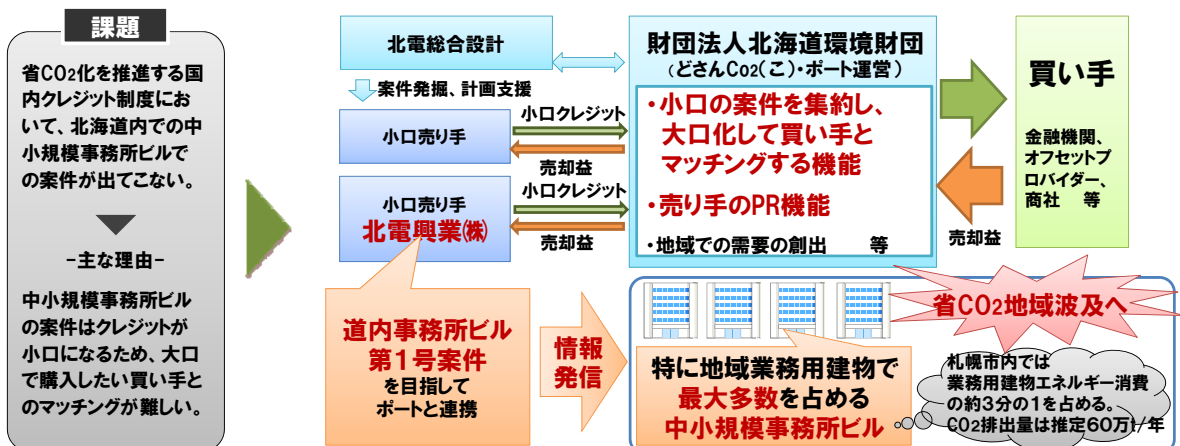 課題
省CO2化を推進する国
内クレジット制度にお
いて、北海道内での中
小規模事務所ビルで
の案件が出てこない。
-主な理由-
中小規模事務所ビル
の案件はクレジットが
小口になるため、大口
で購入したい買い手と
のマッチングが難しい。
北電総合設計
案件発掘、計画支援
小口売り手
小口クレジット
売却益
小口売り手
北電興業㈱
小口クレジット
売却益
財団法人北海道環境財団
（どさんCo2（こ）・ポート運営）
・小口の案件を集約し、
大口化して買い手と
マッチングする機能
・売り手のPR機能
・地域での需要の創出　等
売却益
買い手
金融機関、
オフセットプ
ロバイダー、
商社　等
道内事務所ビル
第１号案件
を目指して
ポートと連携
情報
発信
特に地域業務用建物で
最大多数を占める
中小規模事務所ビル
省CO2地域波及へ
札幌市内では
業務用建物エネルギー消費
の約3分の1を占める。
CO2排出量は推定60万t/年